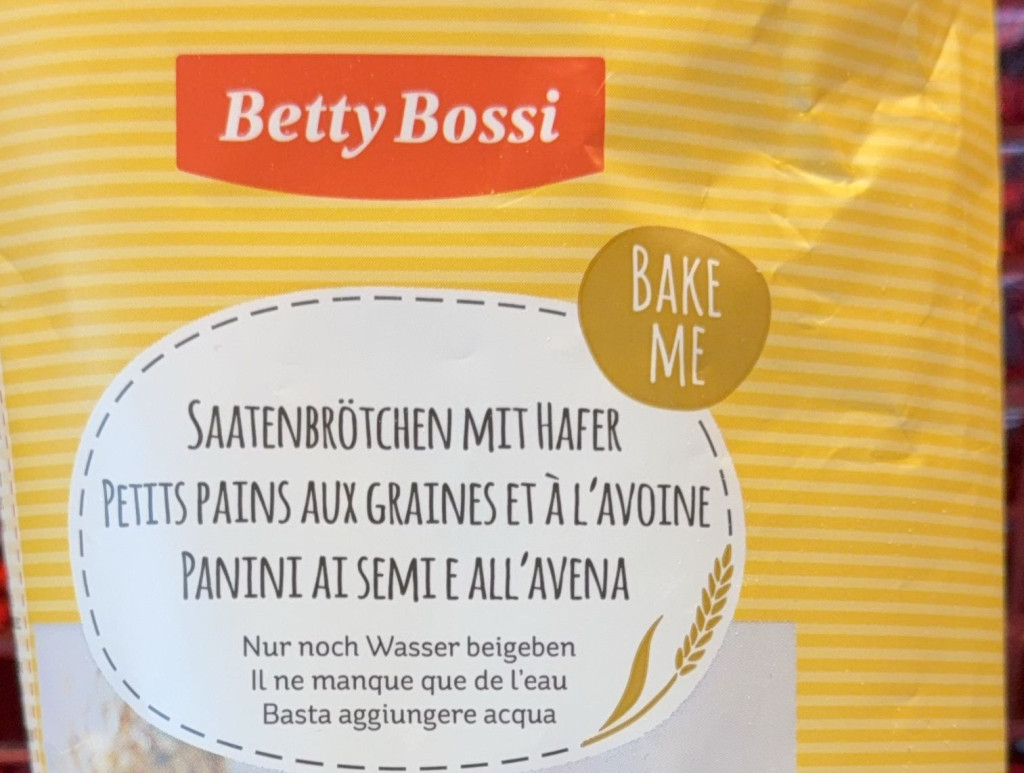 Betty Bossi
BAKE
ME
SAATENBRÖTCHEN MIT HAFER
PETITS PAINS AUX GRAINES ET À L'AVOINE
PANINI AI SEMI E ALL'AVENA
Nur noch Wasser beigeben
Il ne manque que de l'eau
Basta aggiungere acqua